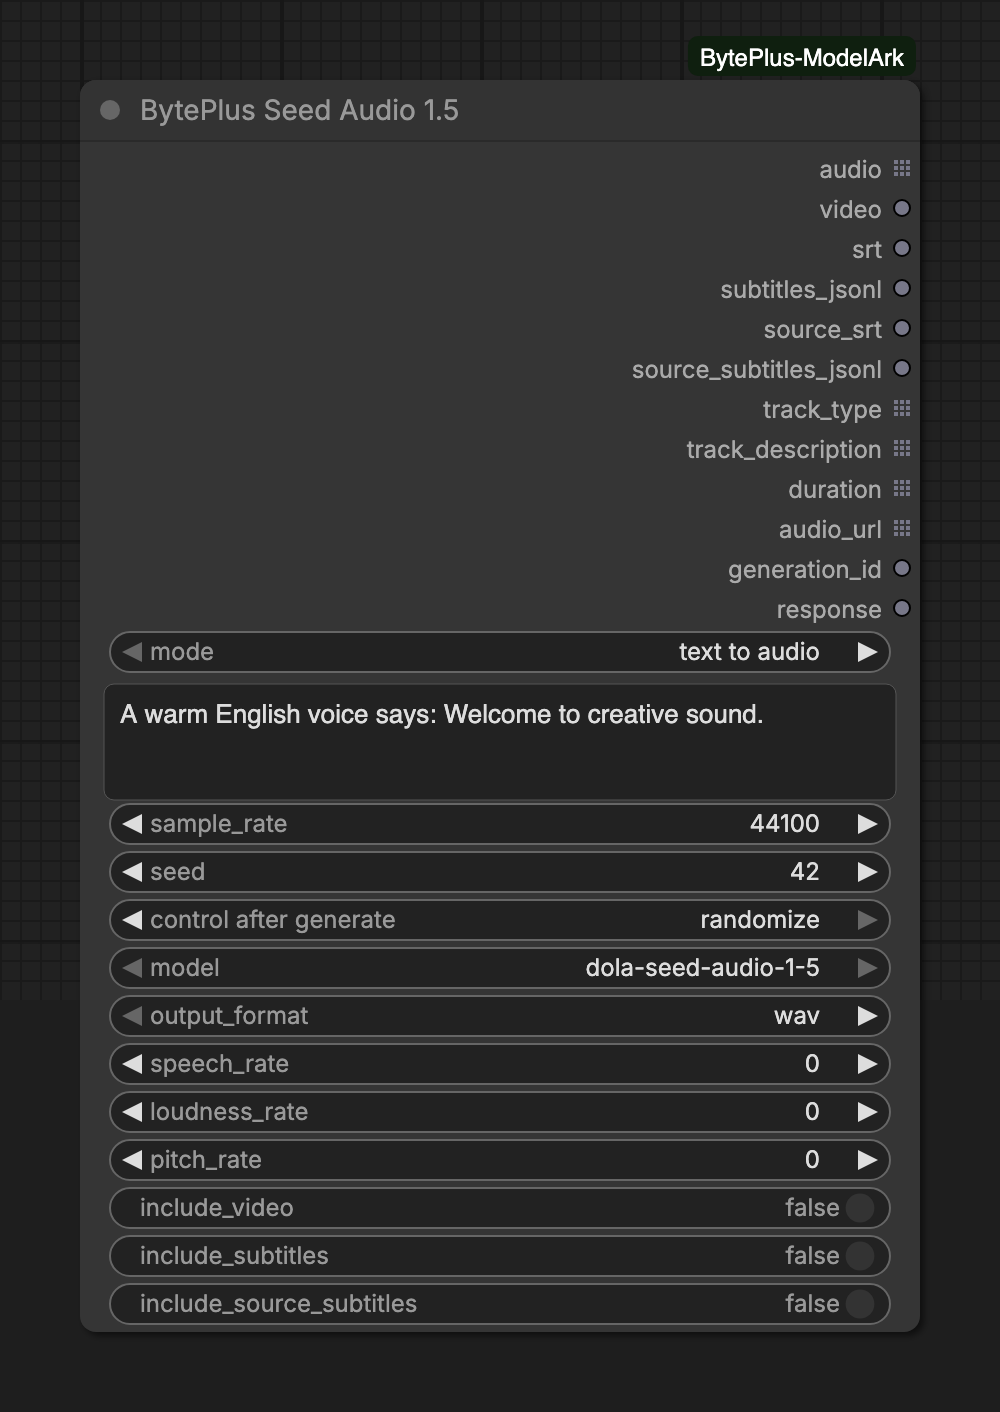 BytePlus-ModelArk
BytePlus Seed Audio 1.5
audio
video
srt
subtitles_jsonl
source_srt
source_subtitles_jsonl
track_type
track_description
duration
audio_url
generation_id
response
mode text to audio
A warm English voice says: Welcome to creative sound.
sample_rate 44100
seed 42
control after generate randomize
model dola-seed-audio-1-5
output_format wav
speech_rate 0
loudness_rate 0
pitch_rate 0
include_video false
include_subtitles false
include_source_subtitles false